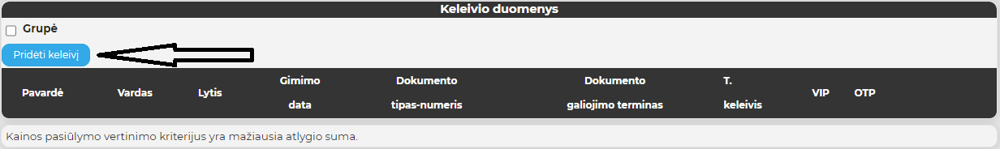 Keleivio duomenys
Grupė
Pridėti keleivį
Pavardė Vardas Lytis Gimimo data Dokumento tipas-numeris Dokumento galiojimo terminas T. keleivis VIP OTP
Kainos pasiūlymo vertinimo kriterijus yra mažiausia atlygio suma.